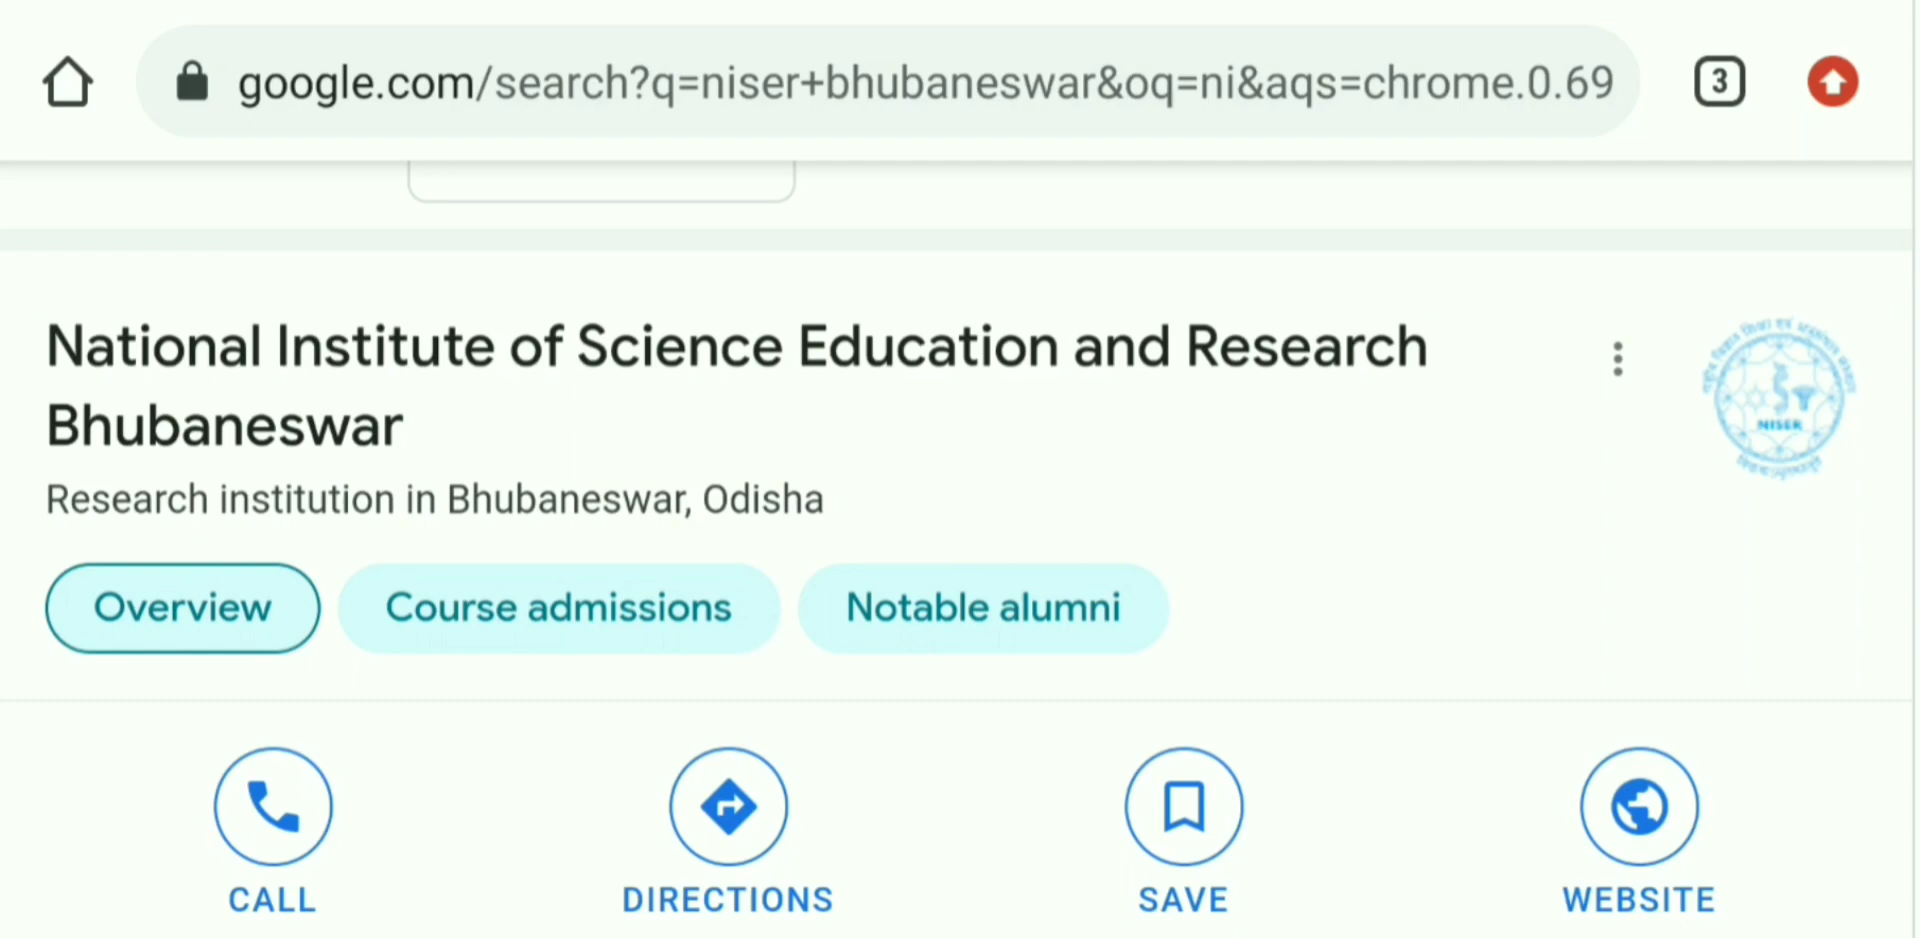 google.com/search?q=niser+bhubaneswar&oq=ni&aqs=chrome.0.69
3
National Institute of Science Education and Research
Bhubaneswar
Research institution in Bhubaneswar, Odisha
NISER
Overview
Course admissions
Notable alumni
CALL
DIRECTIONS
SAVE
WEBSITE